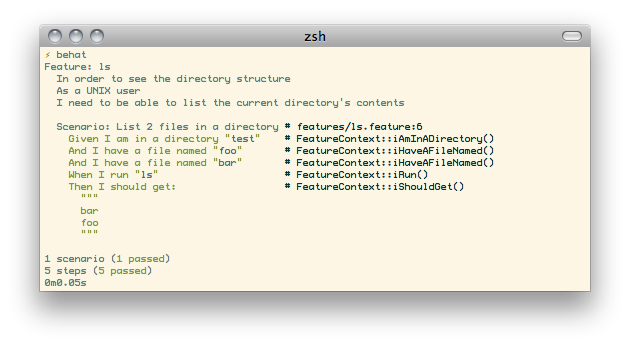 zsh
⚡ behat
Feature: ls
  In order to see the directory structure
  As a UNIX user
  I need to be able to list the current directory's contents

  Scenario: List 2 files in a directory # features/ls.feature:6
    Given I am in a directory "test"    # FeatureContext::iAmInADirectory()
    And I have a file named "foo"       # FeatureContext::iHaveAFileNamed()
    And I have a file named "bar"       # FeatureContext::iHaveAFileNamed()
    When I run "ls"                     # FeatureContext::iRun()
    Then I should get:                  # FeatureContext::iShouldGet()
      """
      bar
      foo
      """

1 scenario (1 passed)
5 steps (5 passed)
0m0.05s